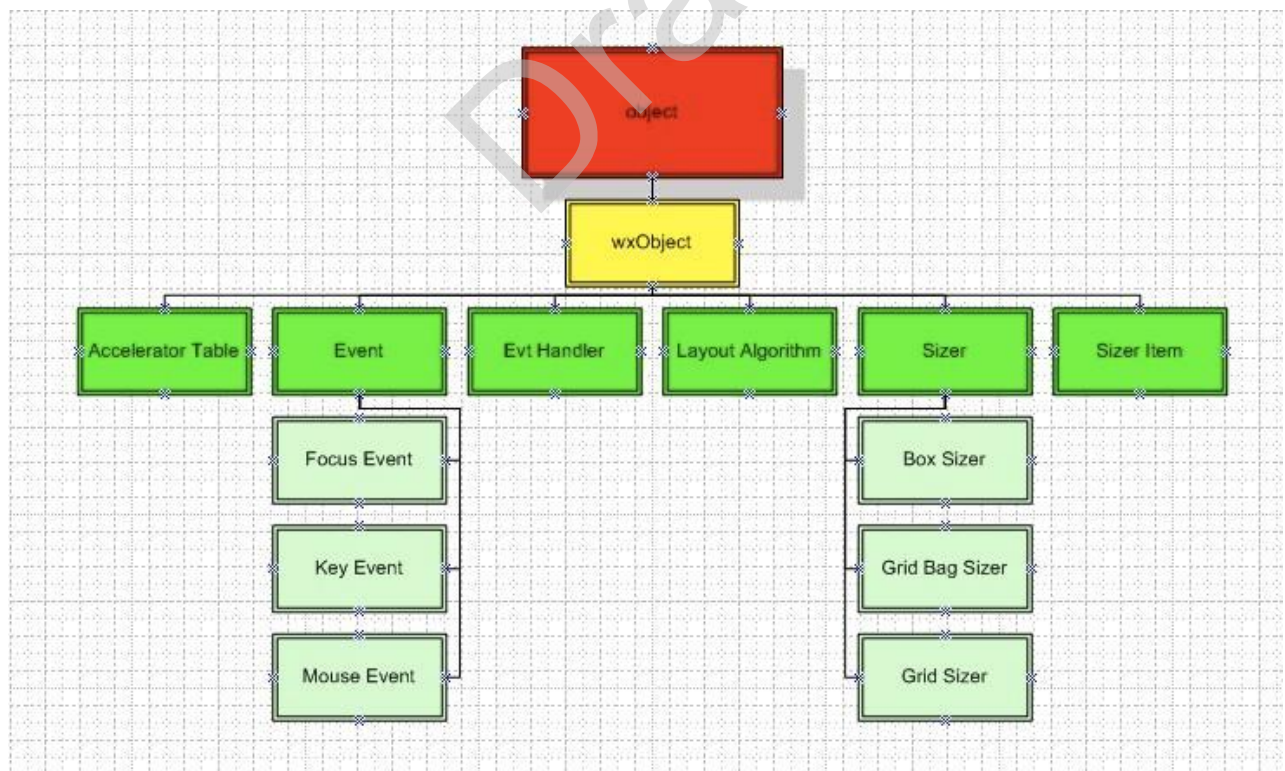 object
wxObject
Accelerator Table
Event
Evt Handler
Layout Algorithm
Sizer
Sizer Item
Focus Event
Box Sizer
Key Event
Grid Bag Sizer
Mouse Event
Grid Sizer